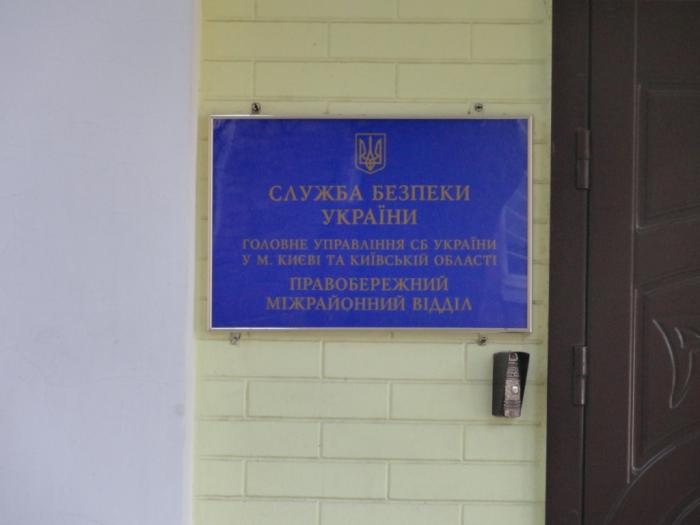 СЛУЖБА БЕЗПЕКИ
УКРАЇНИ
ГОЛОВНЕ УПРАВЛІННЯ СБ УКРАЇНИ
У М. КИЄВІ ТА КИЇВСЬКІЙ ОБЛАСТІ
ПРАВОБЕРЕЖНИЙ
МІЖРАЙОННИЙ ВІДДІЛ